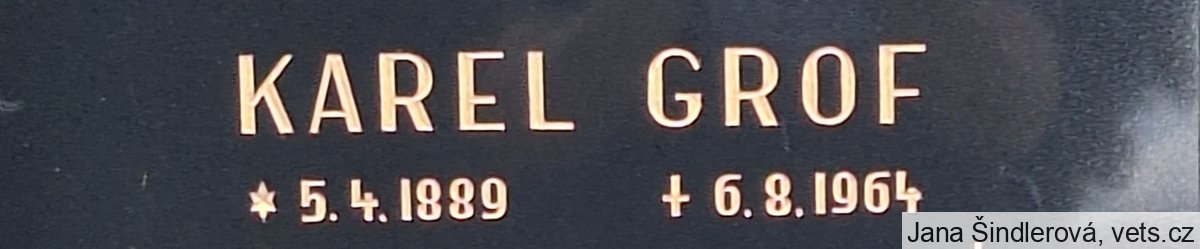 KAREL GROF
* 5.4.1889 † 6.8.1964
Jana Šindlerová, vets.cz